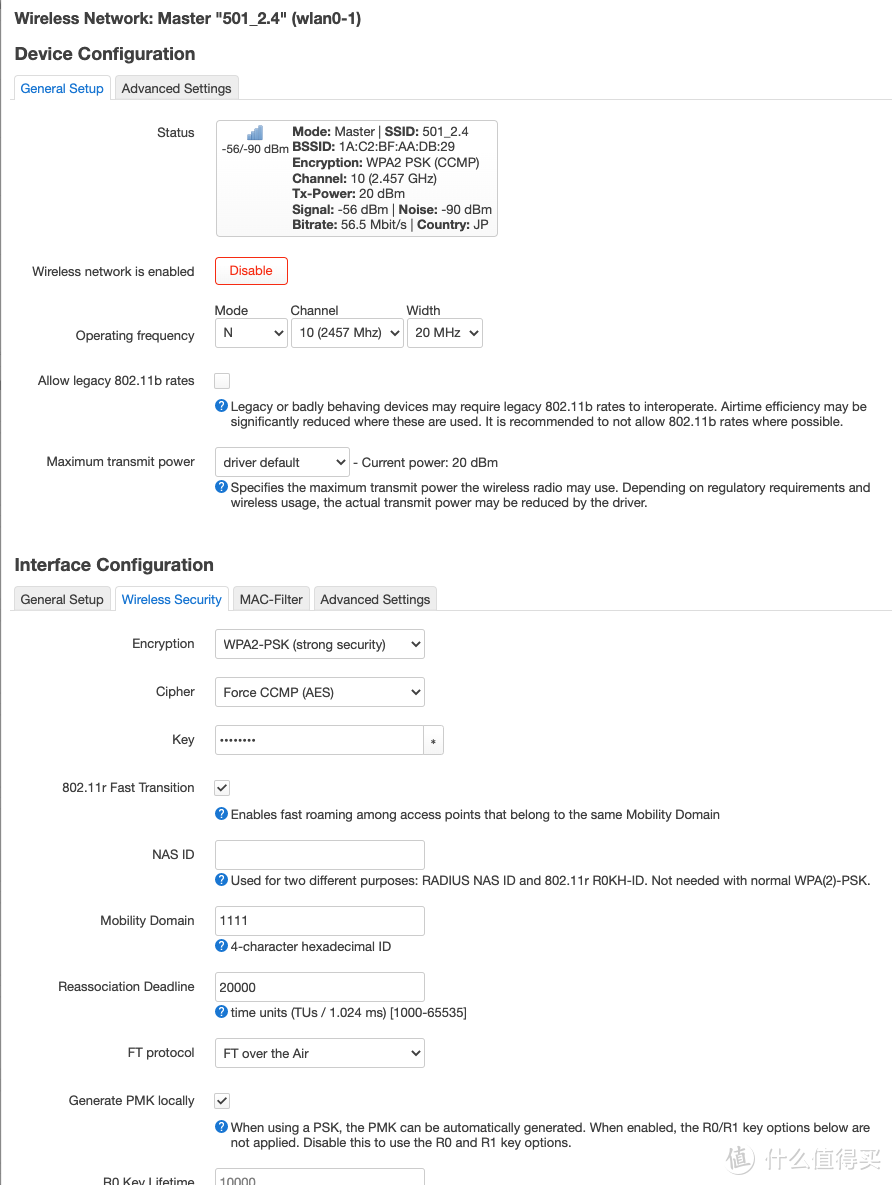 Wireless Network: Master "501_2.4" (wlan0-1)
Device Configuration
General Setup Advanced Settings
Status
-56/-90 dBm
Mode: Master | SSID: 501_2.4
BSSID: 1A:C2:BF:AA:DB:29
Encryption: WPA2 PSK (CCMP)
Channel: 10 (2.457 GHz)
Tx-Power: 20 dBm
Signal: -56 dBm | Noise: -90 dBm
Bitrate: 56.5 Mbit/s | Country: JP
Wireless network is enabled Disable
Mode Channel Width
Operating frequency N 10 (2457 Mhz) 20 MHz
Allow legacy 802.11b rates
Legacy or badly behaving devices may require legacy 802.11b rates to interoperate. Airtime efficiency may be
significantly reduced where these are used. It is recommended to not allow 802.11b rates where possible.
Maximum transmit power driver default - Current power: 20 dBm
Specifies the maximum transmit power the wireless radio may use. Depending on regulatory requirements and
wireless usage, the actual transmit power may be reduced by the driver.
Interface Configuration
General Setup Wireless Security MAC-Filter Advanced Settings
Encryption WPA2-PSK (strong security)
Cipher Force CCMP (AES)
Key •••••••• *
802.11r Fast Transition
Enables fast roaming among access points that belong to the same Mobility Domain
NAS ID
Used for two different purposes: RADIUS NAS ID and 802.11r R0KH-ID. Not needed with normal WPA(2)-PSK.
Mobility Domain 1111
4-character hexadecimal ID
Reassociation Deadline 20000
time units (TUs / 1.024 ms) [1000-65535]
FT protocol FT over the Air
Generate PMK locally
When using a PSK, the PMK can be automatically generated. When enabled, the R0/R1 key options below are
not applied. Disable this to use the R0 and R1 key options.
R0 Key Lifetime 10000
值 什么值得买